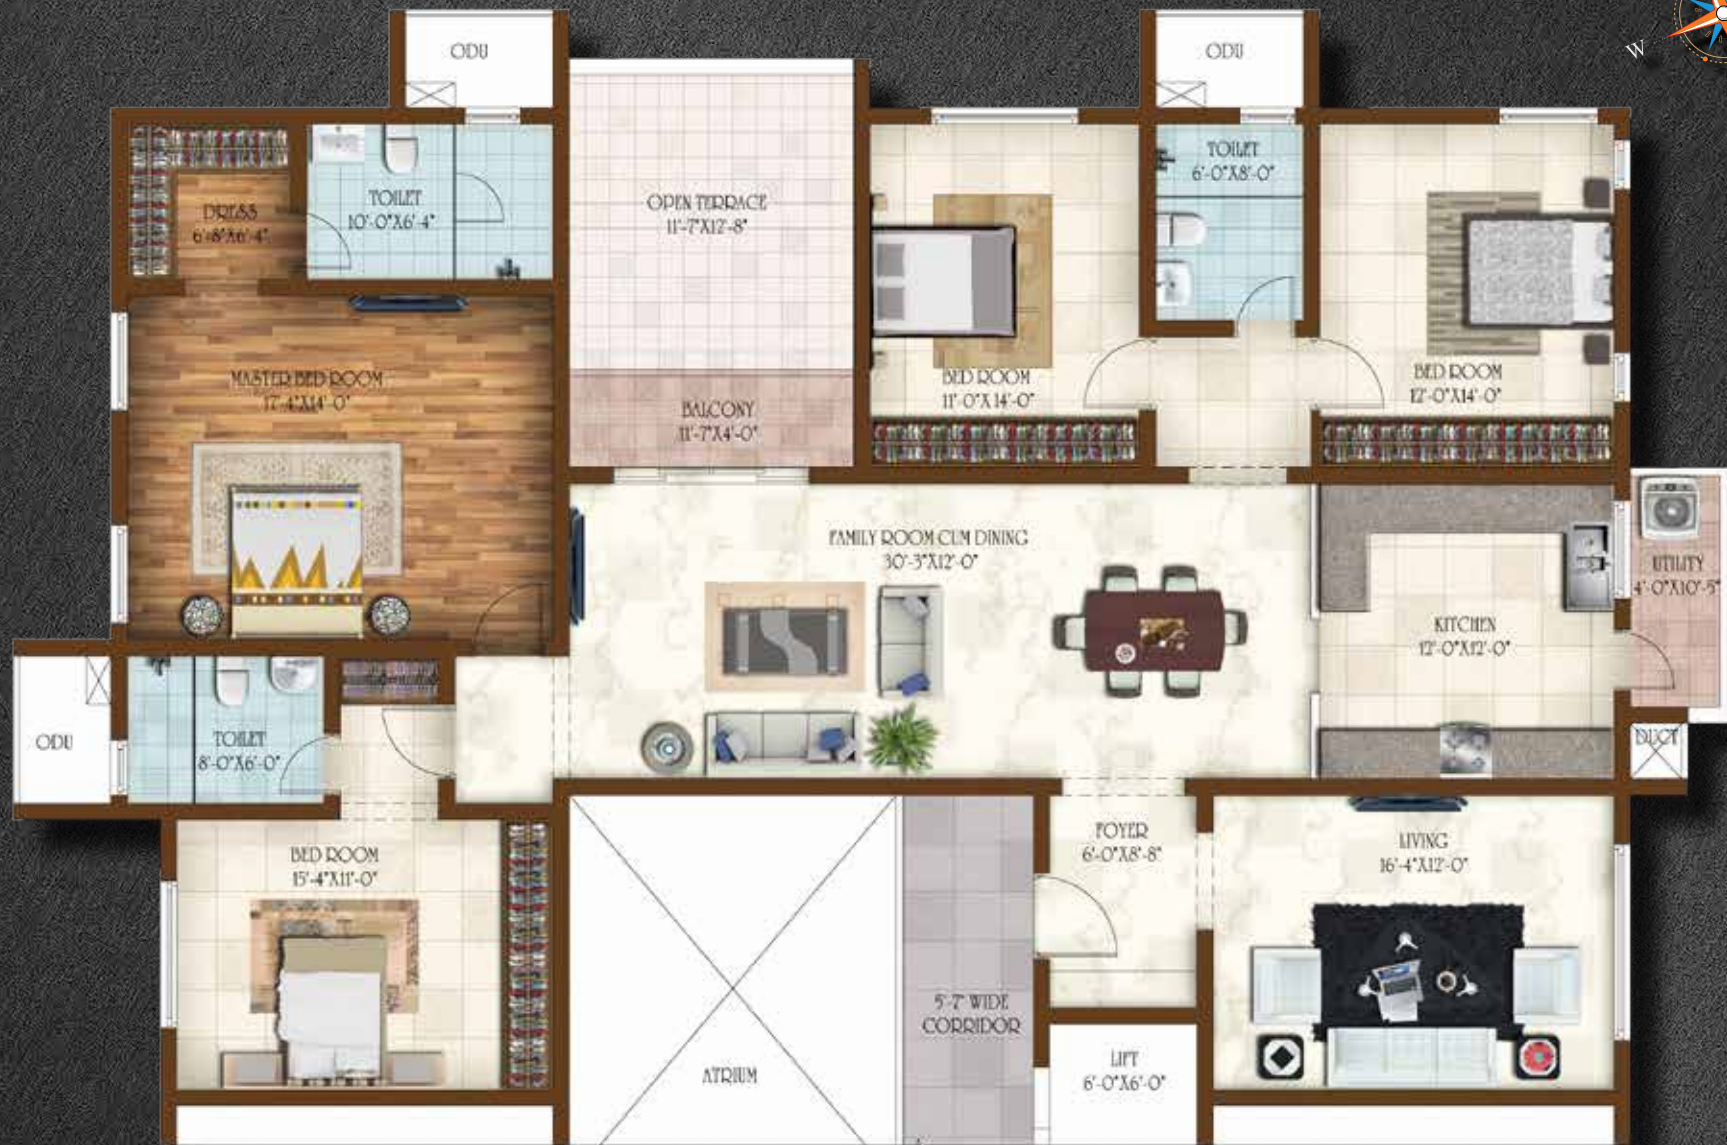 ODU
ODU
W
DRESS
6'-8"X6'-4"
TOILET
10'-0"X6'-4"
OPEN TERRACE
11'-7"X12'-8"
TOILET
6'-0"X8'-0"
MASTER BED ROOM
17'-4"X14'-0"
BALCONY
11'-7"X4'-0"
BED ROOM
11'-0"X 14'-0"
BED ROOM
12'-0"X14'-0"
FAMILY ROOM CUM DINING
30'-3"X12'-0"
KITCHEN
12'-0"X12'-0"
UTILITY
4'-0"X10'-5"
ODU
TOILET
8'-0"X6'-0"
DUCT
BED ROOM
15'-4"X11'-0"
FOYER
6'-0"X8'-8"
LIVING
16'-4"X12'-0"
5'-7" WIDE
CORRIDOR
ATRIUM
LIFT
6'-0"X6'-0"